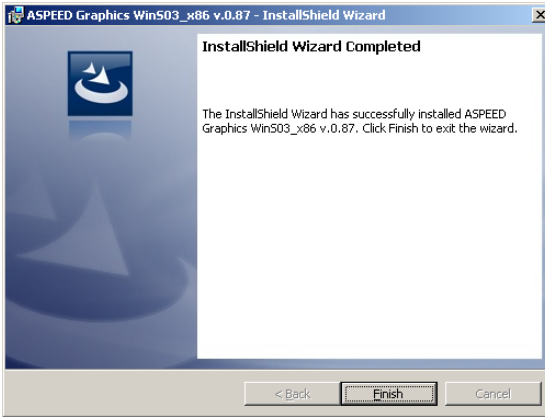 ASPEED Graphics WinS03_x86 v.0.87 - InstallShield Wizard
InstallShield Wizard Completed
The InstallShield Wizard has successfully installed ASPEED
Graphics WinS03_x86 v.0.87. Click Finish to exit the wizard.
< Back
Finish
Cancel